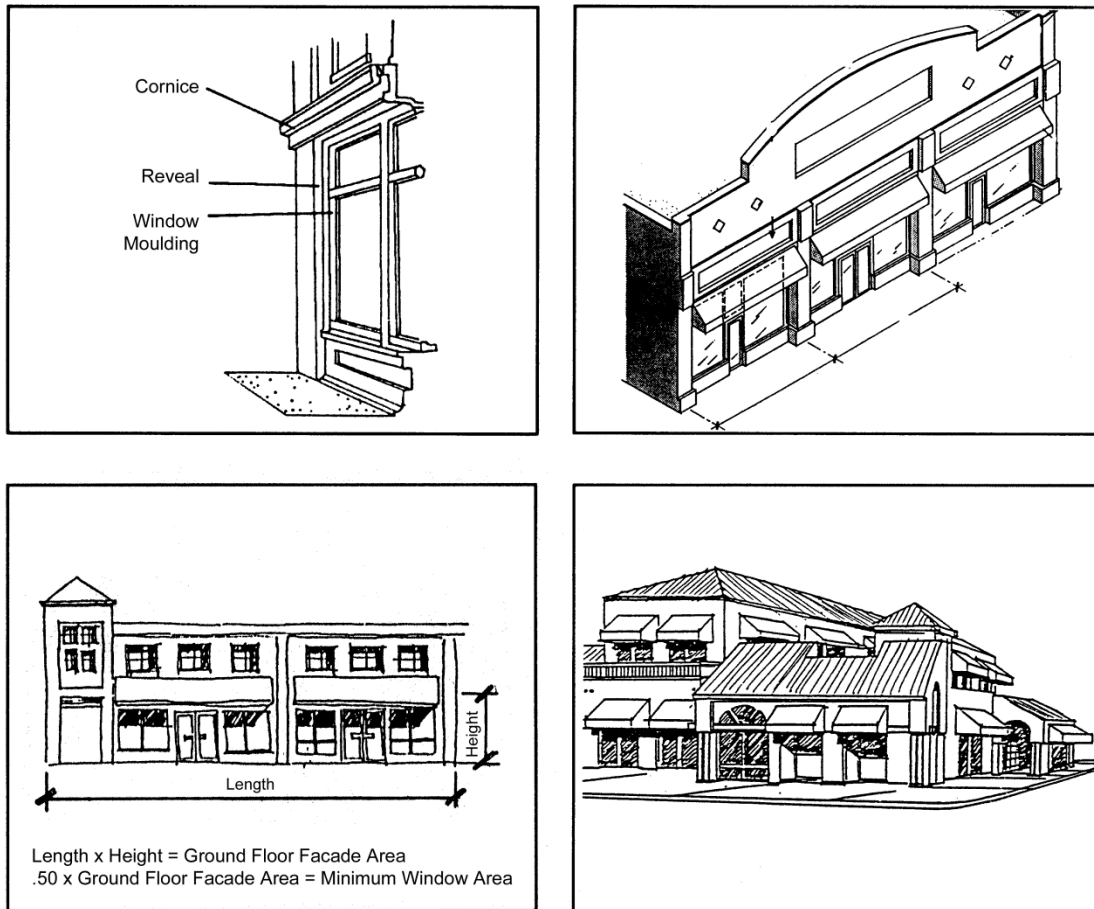 Cornice
Reveal
Window
Moulding
Height
Length
Length x Height = Ground Floor Facade Area
.50 x Ground Floor Facade Area = Minimum Window Area